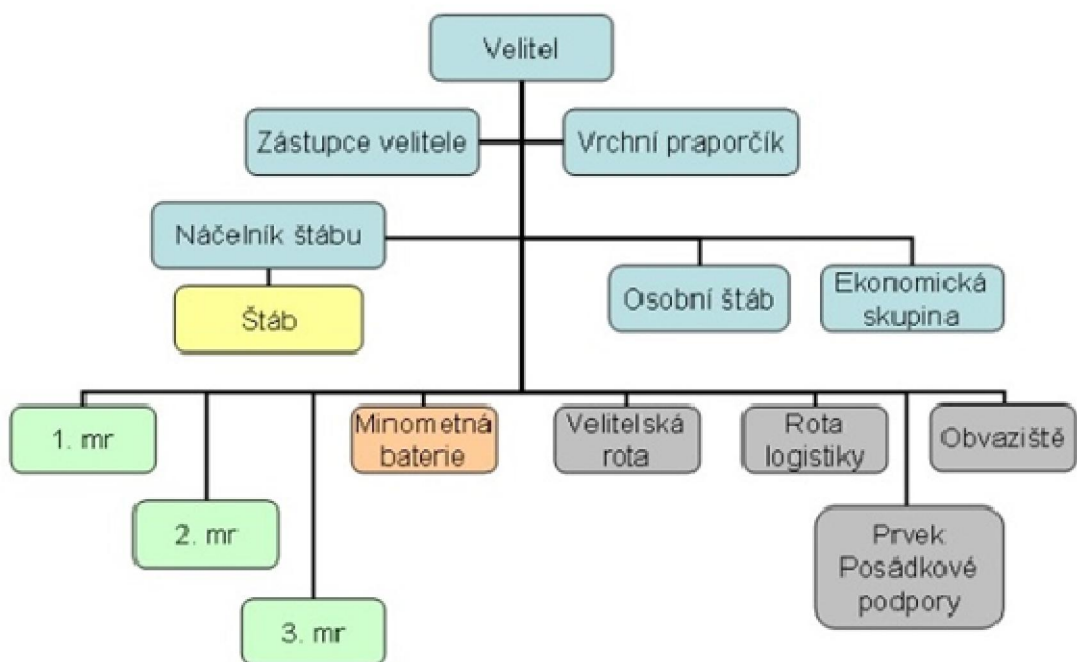 Velitel
Zástupce velitele
Vrchní praporčík
Náčelník štábu
Štáb
Osobní štáb
Ekonomická
skupina
1. mr
2. mr
3. mr
Minometná
baterie
Velitelská
rota
Rota
logistiky
Obvaziště
Prvek
Posádkové
podpory